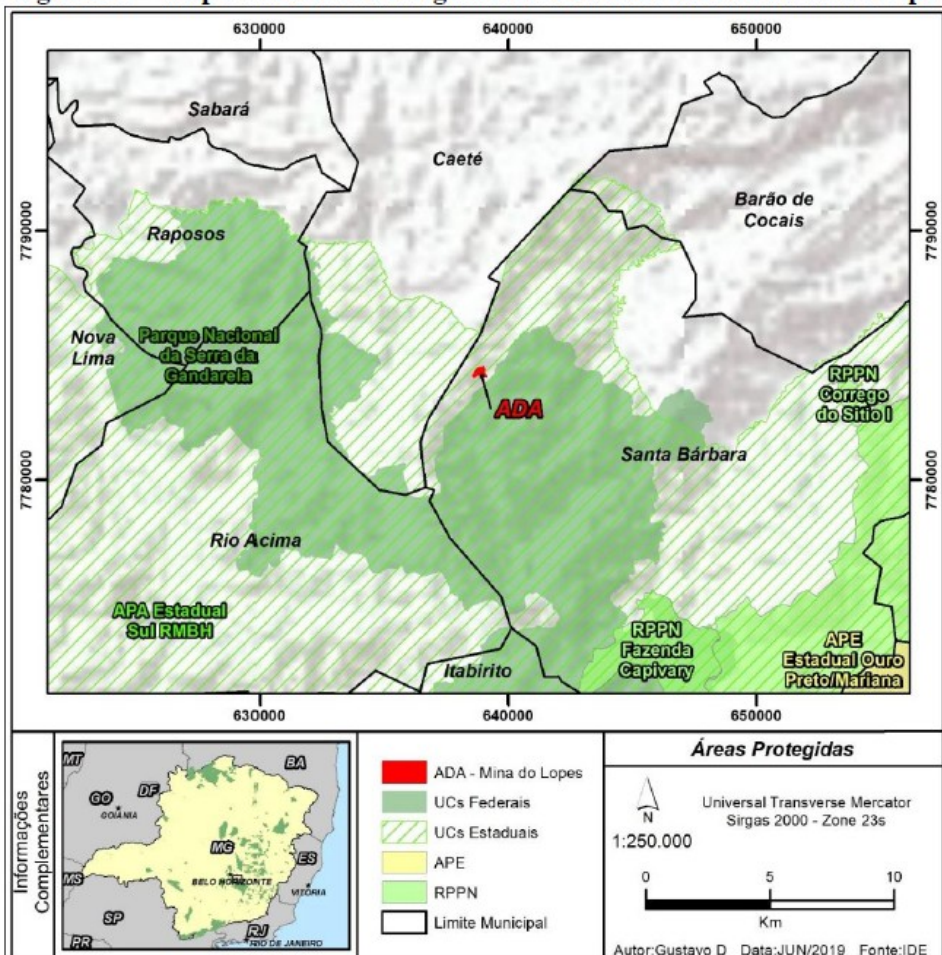 630000 640000 650000
7790000
7780000
7790000
7780000
Sabará
Caeté
Barão de
Cocais
Raposos
Nova
Lima
Parque Nacional
da Serra da
Gandarela
ADA
RPPN
Corrego
do Sitio I
Santa Bárbara
Rio Acima
APA Estadual
Sul RMBH
Itabirito
RPPN
Fazenda
Capivary
APE
Estadual Ouro
Preto/Mariana
630000 640000 650000
Informações
Complementares
MT
BA
GO
DF
GOIÂNIA
MG
ES
BELO HORIZONTE
VITÓRIA
MS
SP
RJ
RIO DE JANEIRO
PR
ADA - Mina do Lopes
UCs Federais
UCs Estaduais
APE
RPPN
Limite Municipal
Áreas Protegidas
N
Universal Transverse Mercator
Sirgas 2000 - Zone 23s
1:250.000
0 5 10
Km
Autor:Gustavo D Data:JUN/2019 Fonte:IDE